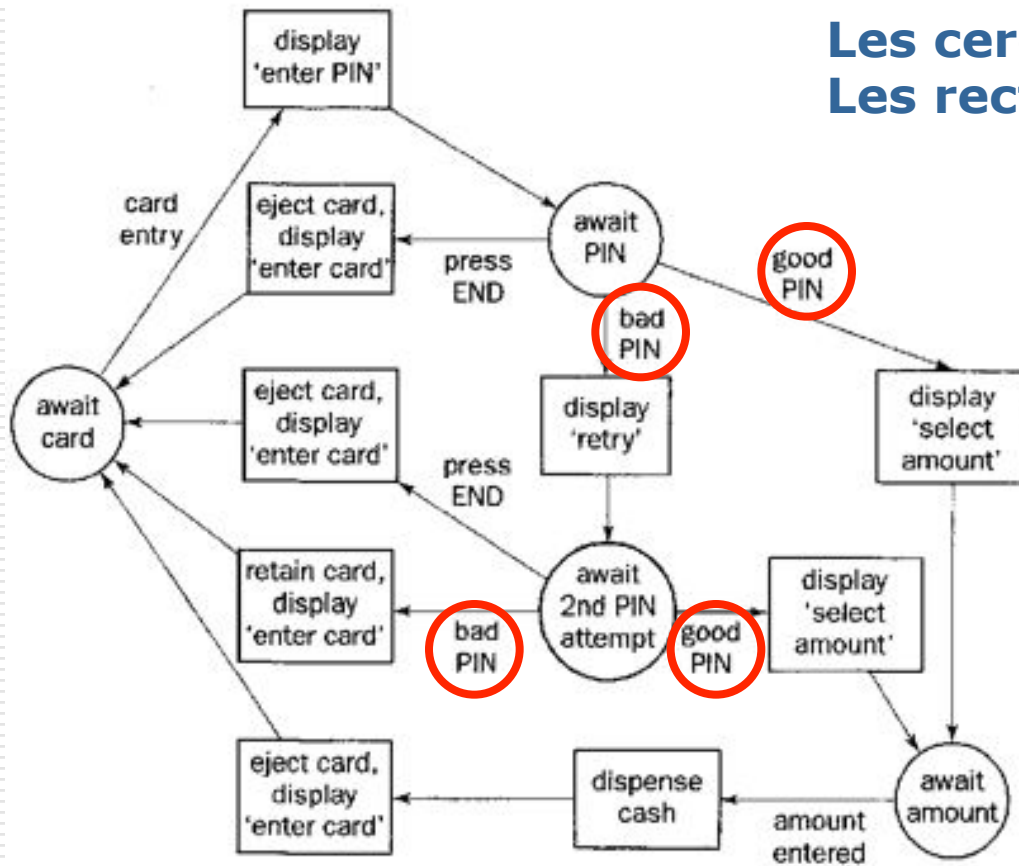 Les cer
Les rect
display
'enter PIN'
card
entry
eject card,
display
'enter card'
press
END
await
PIN
good
PIN
bad
PIN
await
card
eject card,
display
'enter card'
press
END
display
'retry'
display
'select
amount'
retain card,
display
'enter card'
bad
PIN
await
2nd PIN
attempt
good
PIN
display
'select
amount'
eject card,
display
'enter card'
dispense
cash
amount
entered
await
amount